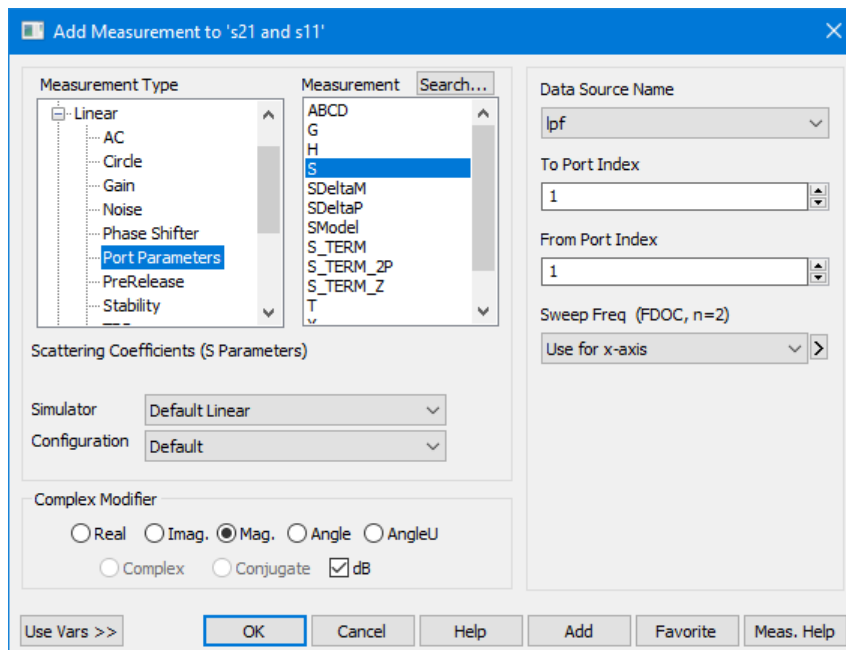 Add Measurement to 's21 and s11'
Measurement Type
Linear
AC
Circle
Gain
Noise
Phase Shifter
Port Parameters
PreRelease
Stability
Measurement
Search...
ABCD
G
H
S
SDeltaM
SDeltaP
SModel
S_TERM
S_TERM_2P
S_TERM_Z
T
Scattering Coefficients (S Parameters)
Simulator
Default Linear
Configuration
Default
Complex Modifier
Real Imag. Mag. Angle AngleU
Complex Conjugate dB
Data Source Name
lpf
To Port Index
1
From Port Index
1
Sweep Freq (FDOC, n=2)
Use for x-axis
>
Use Vars >> OK Cancel Help Add Favorite Meas. Help